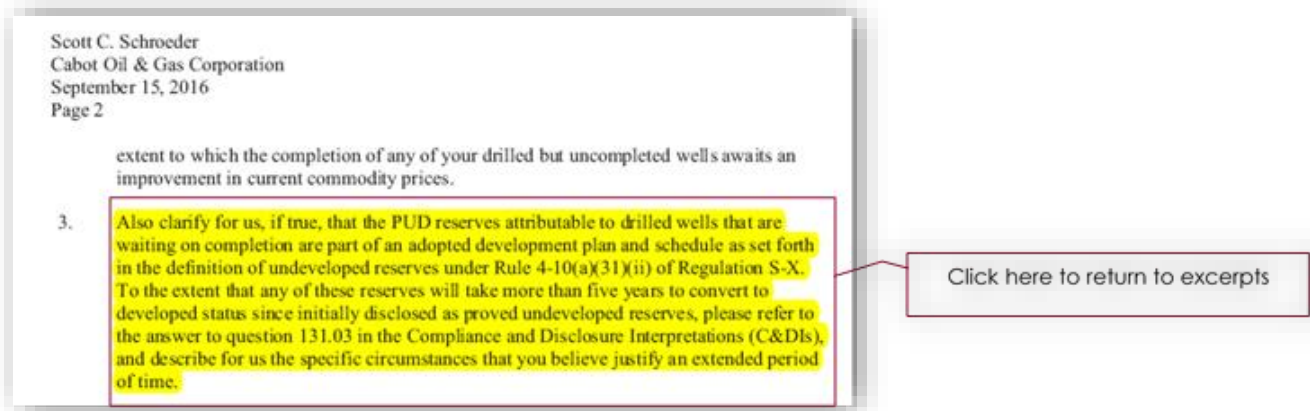 Scott C. Schroeder
Cabot Oil & Gas Corporation
September 15, 2016
Page 2
extent to which the completion of any of your drilled but uncompleted wells awaits an
improvement in current commodity prices.
3. Also clarify for us, if true, that the PUD reserves attributable to drilled wells that are
waiting on completion are part of an adopted development plan and schedule as set forth
in the definition of undeveloped reserves under Rule 4-10(a)(31)(ii) of Regulation S-X.
To the extent that any of these reserves will take more than five years to convert to
developed status since initially disclosed as proved undeveloped reserves, please refer to
the answer to question 131.03 in the Compliance and Disclosure Interpretations (C&DIs),
and describe for us the specific circumstances that you believe justify an extended period
of time.
Click here to return to excerpts